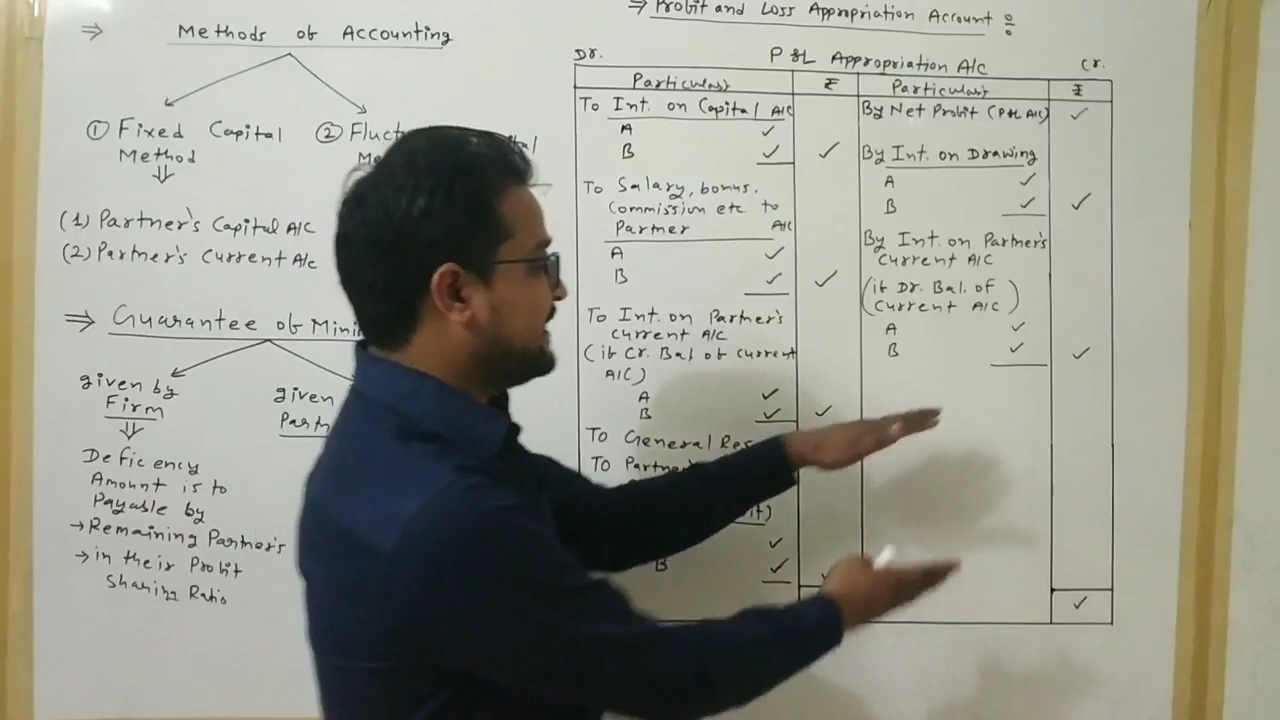 ⇒ Methods of Accounting
① Fixed Capital
Method
② Fluct
(1) Partner's Capital A/C
(2) Partner's Current A/c
⇒ Guarantee of Mini
given by
Firm
given
Partn
Deficiency
Amount is to
Payable by
→ Remaining Partner's
→ in their Profit
Sharing Ratio
⇒ Profit and Loss Appropriation Account :
Dr. P &L Appropriation A/C Cr.
Particulars ₹ Particulars ₹
To Int. on Capital A/C
A ✓
B ✓ ✓
To Salary, bonus,
Commission etc to
Partner A/C
A ✓
B ✓ ✓
To Int. on Partner's
Current A/C
(if Cr. Bal of Current
A/C)
A ✓
B ✓ ✓
To General Res
To Partne
✓
B ✓
By Net Profit (P&L A/C) ✓
By Int. on Drawing
A ✓
B ✓ ✓
By Int. on Partner's
Current A/C
(if Dr. Bal. of
Current A/C)
A ✓
B ✓ ✓
✓